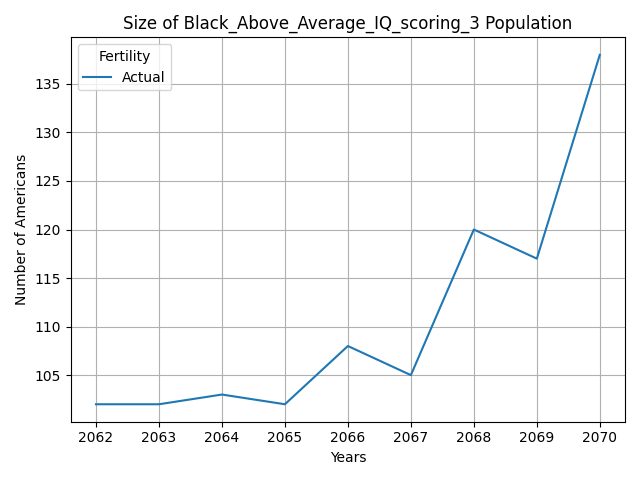 Size of Black_Above_Average_IQ_scoring_3 Population
Fertility
Actual
Number of Americans
135
130
125
120
115
110
105
2062 2063 2064 2065 2066 2067 2068 2069 2070
Years